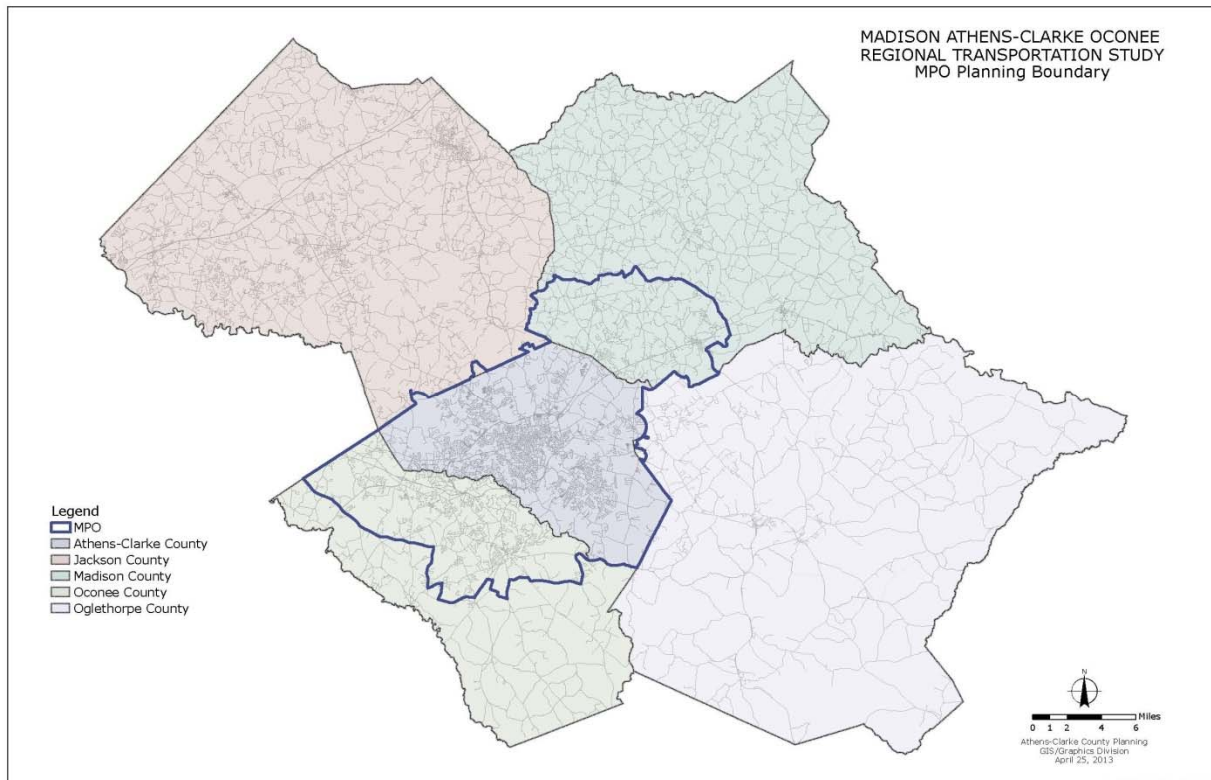 MADISON ATHENS-CLARKE OCONEE
REGIONAL TRANSPORTATION STUDY
MPO Planning Boundary
Legend
MPO
Athens-Clarke County
Jackson County
Madison County
Oconee County
Oglethorpe County
N
Miles
0 1 2 4 6
Athens-Clarke County Planning
GIS/Graphics Division
April 25, 2013